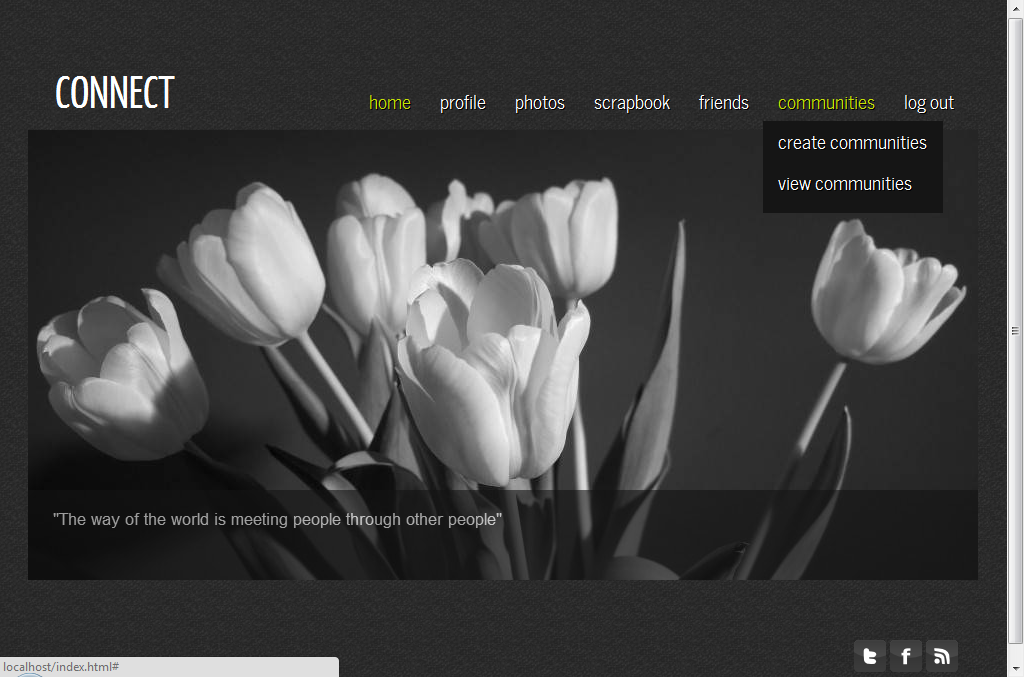 CONNECT
home profile photos scrapbook friends communities log out
create communities
view communities
"The way of the world is meeting people through other people"
localhost/index.html#